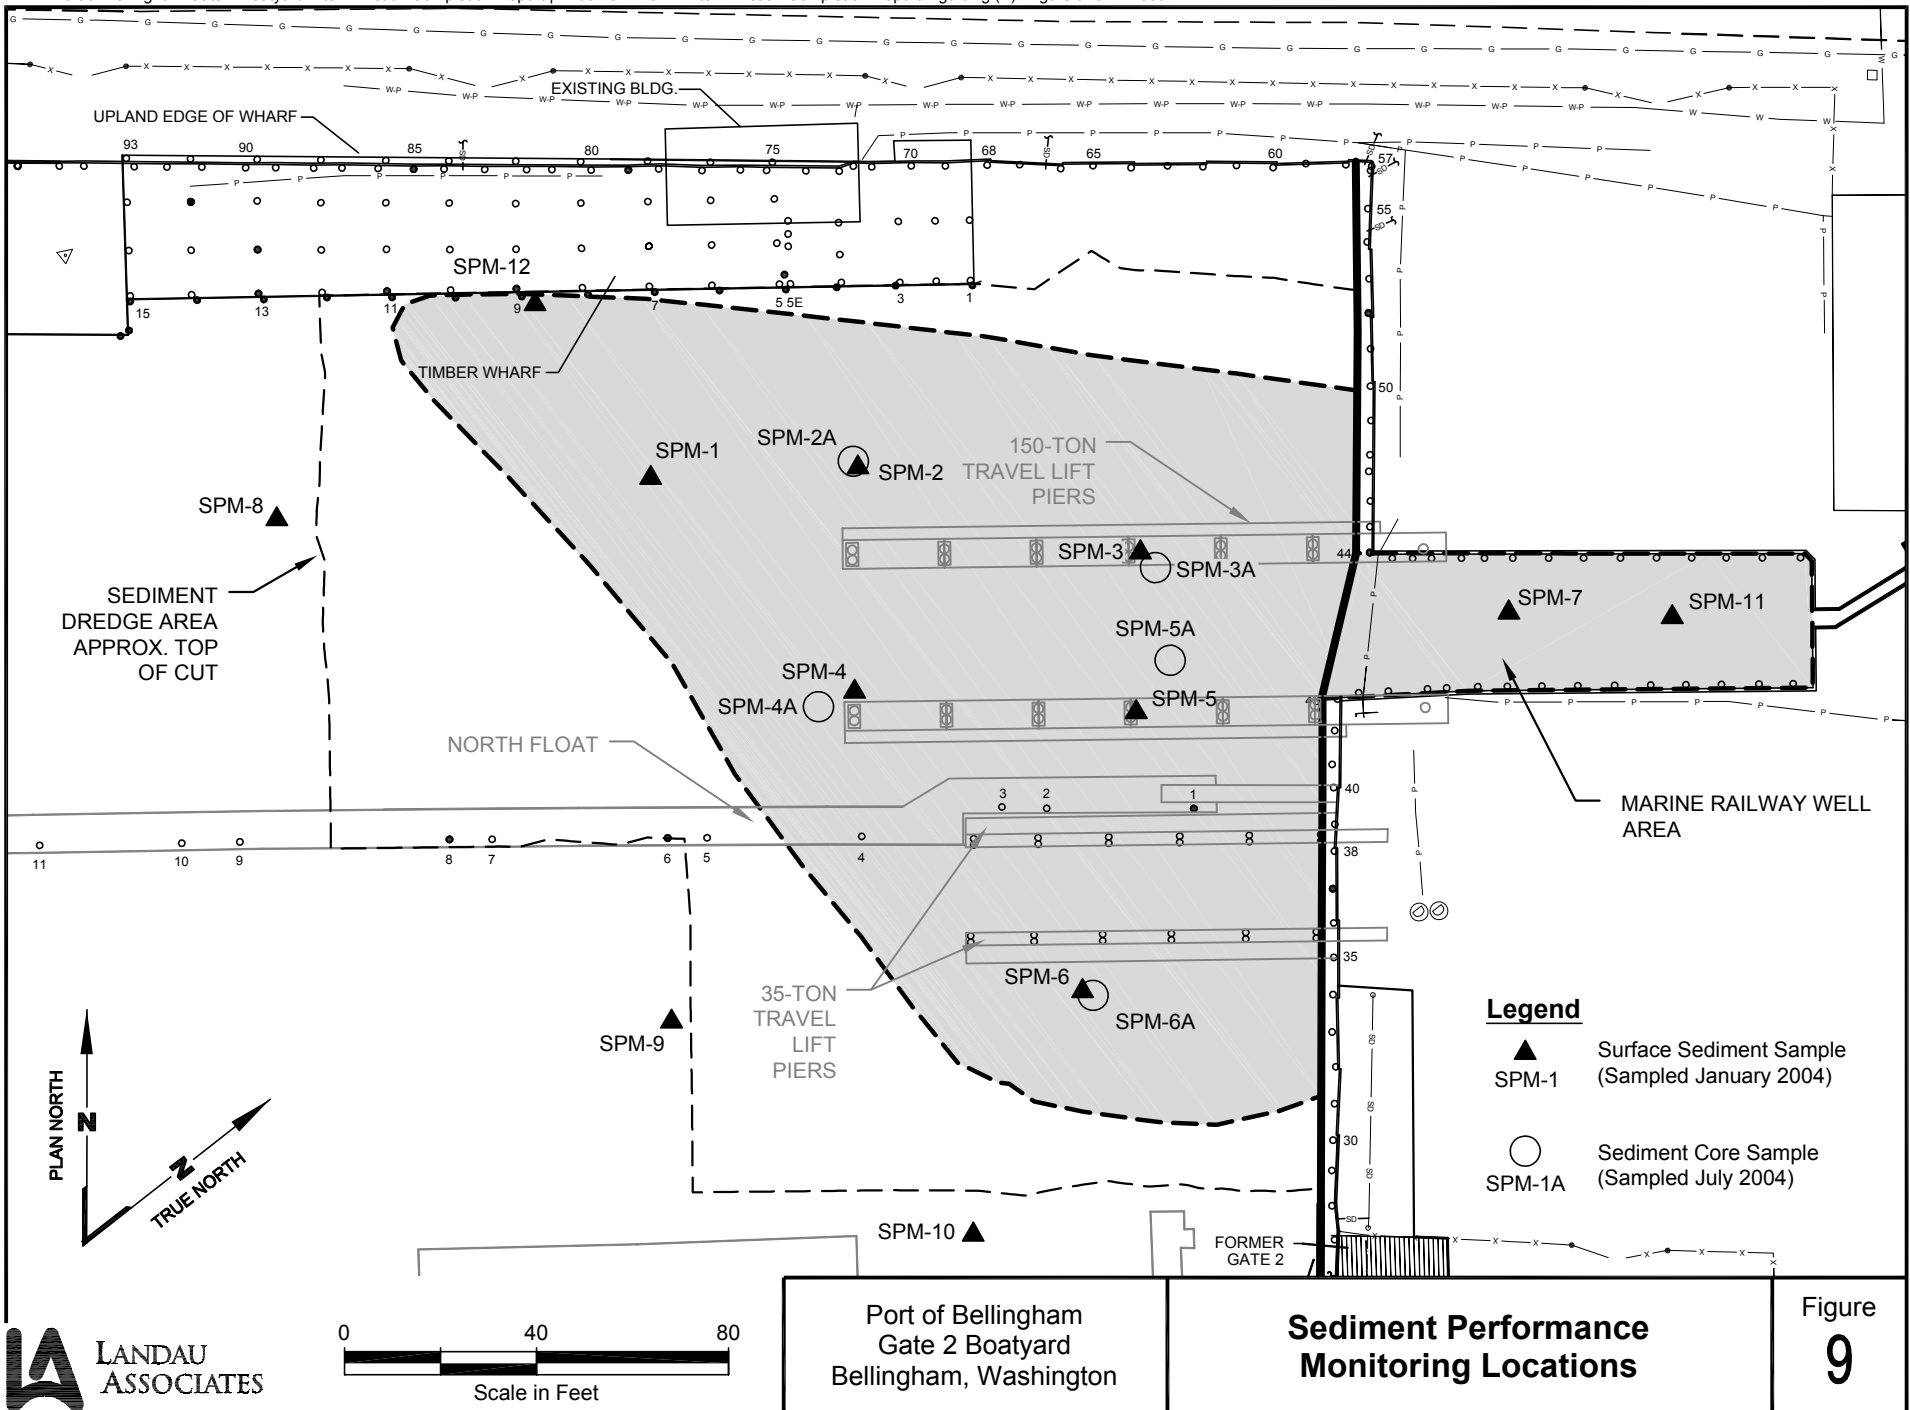 UPLAND EDGE OF WHARF
EXISTING BLDG.
93
90
85
80
75
70
68
65
60
57
55
50
44
40
38
35
30
15
13
11
9
7
5 5E
3
1
SPM-12
TIMBER WHARF
SPM-1
SPM-2A
SPM-2
150-TON
TRAVEL LIFT
PIERS
SPM-8
SPM-3
SPM-3A
SEDIMENT
DREDGE AREA
APPROX. TOP
OF CUT
SPM-7
SPM-11
SPM-5A
SPM-4
SPM-4A
SPM-5
NORTH FLOAT
MARINE RAILWAY WELL
AREA
3
2
1
11
10
9
8
7
6
5
4
35-TON
TRAVEL
LIFT
PIERS
SPM-6
SPM-6A
SPM-9
SPM-10
FORMER
GATE 2
PLAN NORTH
N
TRUE NORTH
N
Legend
SPM-1
Surface Sediment Sample
(Sampled January 2004)
SPM-1A
Sediment Core Sample
(Sampled July 2004)
LANDAU
ASSOCIATES
0 40 80
Scale in Feet
Port of Bellingham
Gate 2 Boatyard
Bellingham, Washington
Sediment Performance
Monitoring Locations
Figure
9